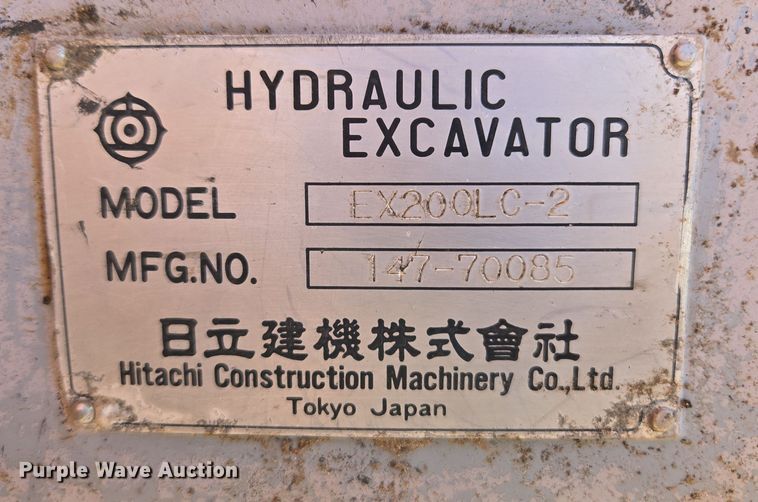 HYDRAULIC
EXCAVATOR
MODEL EX200LC-2
MFG.NO. 147-70085
日立建機株式會社
Hitachi Construction Machinery Co.,Ltd.
Tokyo Japan
Purple Wave Auction